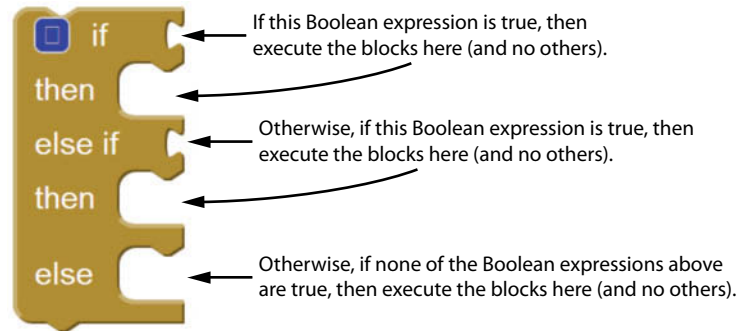 if
If this Boolean expression is true, then
execute the blocks here (and no others).
then
else if
Otherwise, if this Boolean expression is true, then
execute the blocks here (and no others).
then
else
Otherwise, if none of the Boolean expressions above
are true, then execute the blocks here (and no others).